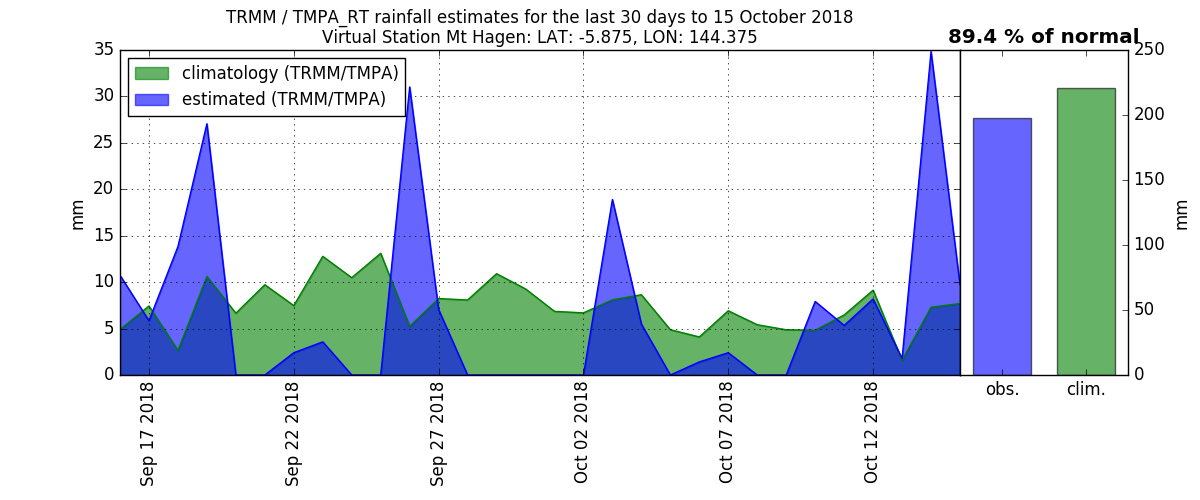 TRMM / TMPA_RT rainfall estimates for the last 30 days to 15 October 2018
Virtual Station Mt Hagen: LAT: -5.875, LON: 144.375
89.4 % of normal
climatology (TRMM/TMPA)
estimated (TRMM/TMPA)
35
30
25
20
15
10
5
0
mm
Sep 17 2018
Sep 22 2018
Sep 27 2018
Oct 02 2018
Oct 07 2018
Oct 12 2018
250
200
150
100
50
0
mm
obs.
clim.